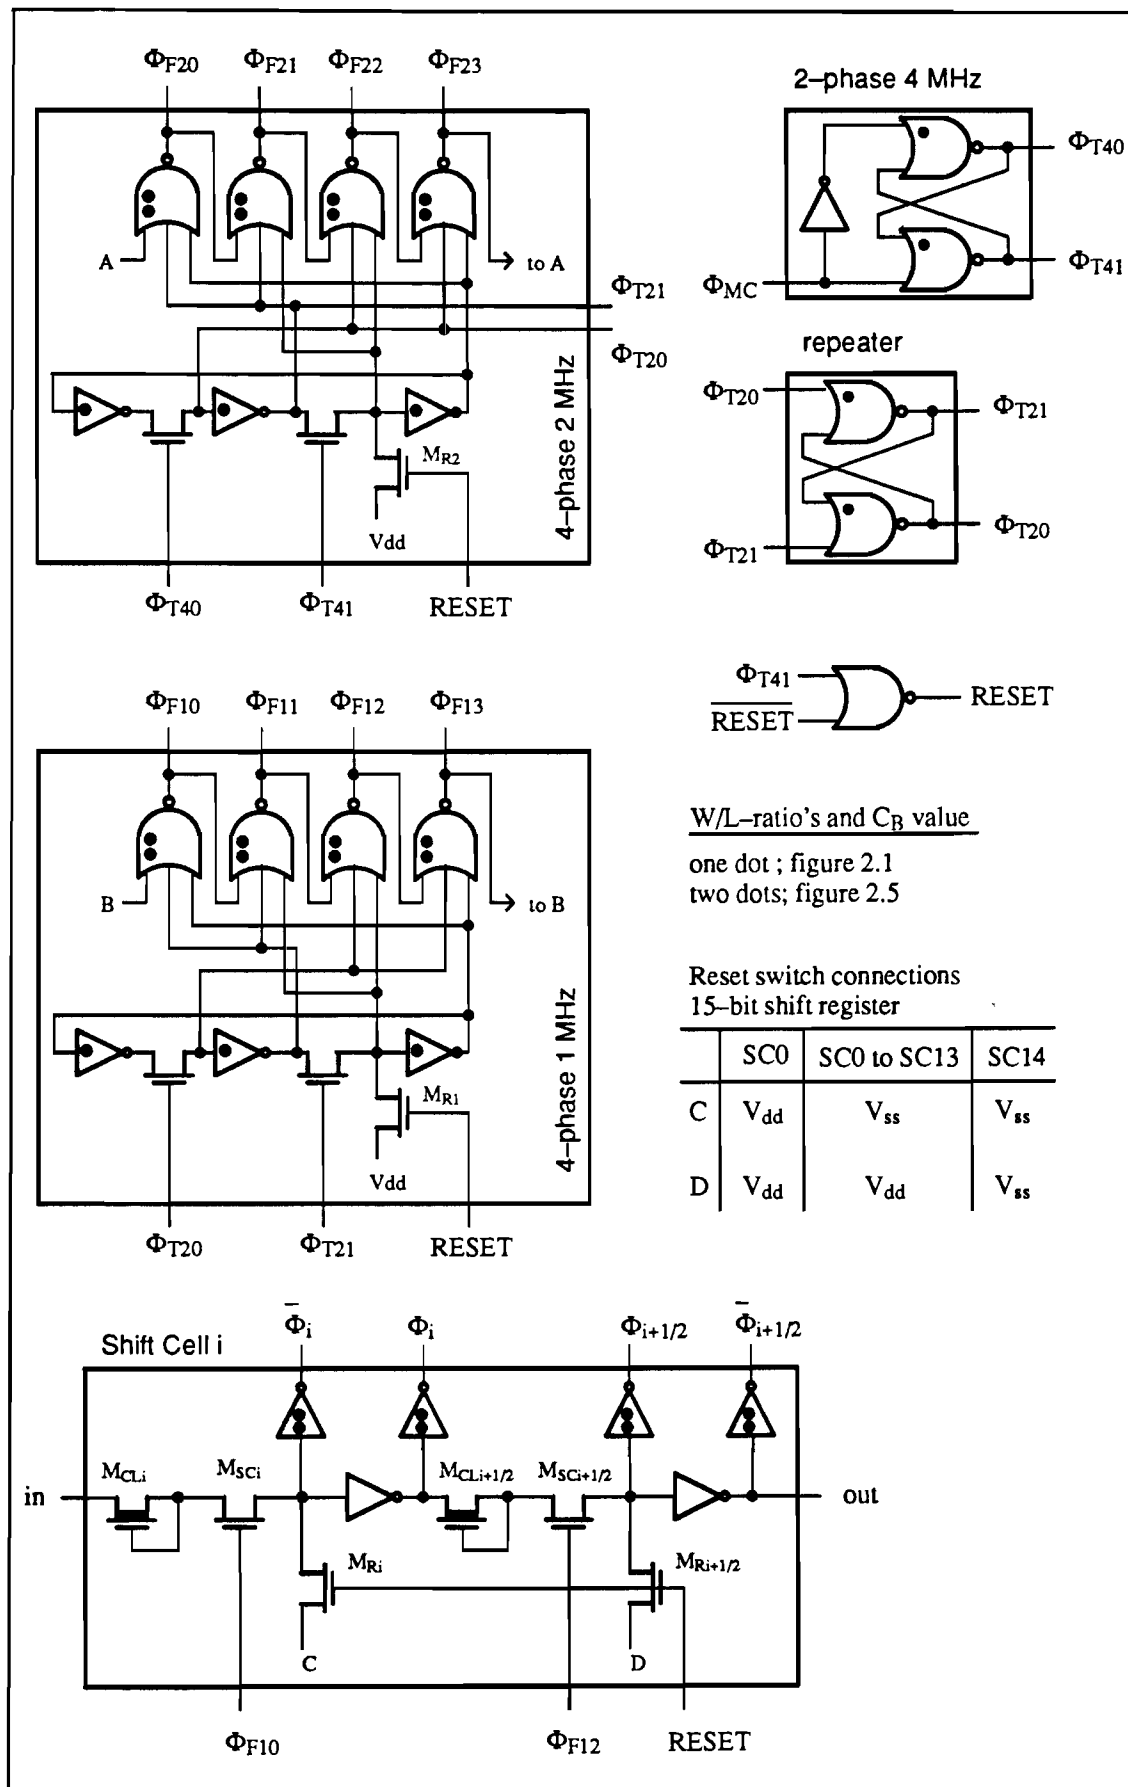 ΦF20 ΦF21 ΦF22 ΦF23
A to A
ΦT21
ΦT20
MR2
Vdd
4–phase 2 MHz
ΦT40 ΦT41 RESET
2–phase 4 MHz
ΦT40
ΦMC ΦT41
repeater
ΦT20 ΦT21
ΦT21 ΦT20
ΦT41
RESET
RESET
ΦF10 ΦF11 ΦF12 ΦF13
B to B
MR1
Vdd
4–phase 1 MHz
ΦT20 ΦT21 RESET
W/L–ratio's and CB value
one dot ; figure 2.1
two dots; figure 2.5
Reset switch connections
15–bit shift register
SC0 SC0 to SC13 SC14
C Vdd Vss Vss
D Vdd Vdd Vss
Shift Cell i
Φ̄i Φi Φi+1/2 Φ̄i+1/2
MCLi MSCi MCLi+1/2 MSCi+1/2
in out
MRi MRi+1/2
C D
ΦF10 ΦF12 RESET